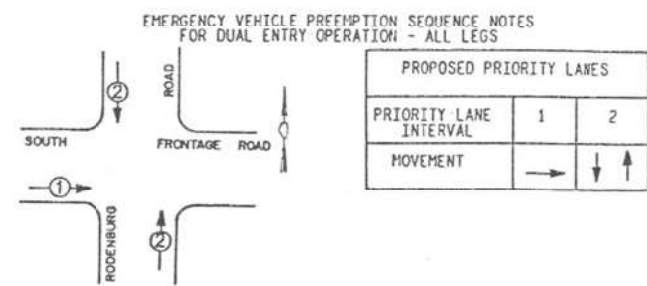 EMERGENCY VEHICLE PREEMPTION SEQUENCE NOTES
FOR DUAL ENTRY OPERATION - ALL LEGS
2
ROAD
SOUTH
FRONTAGE ROAD
1
RODENBURG
2
PROPOSED PRIORITY LANES
PRIORITY LANE INTERVAL
1
2
MOVEMENT